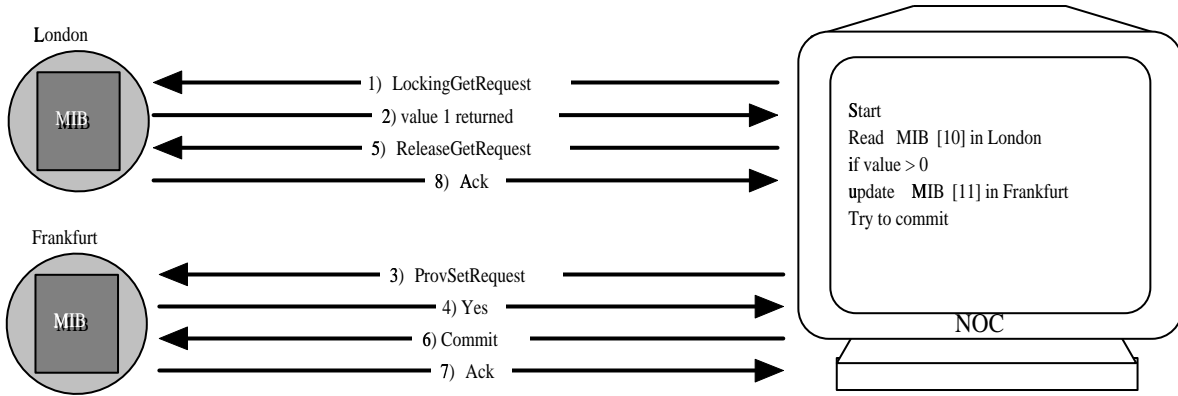 London
MIB
1) LockingGetRequest
2) value 1 returned
5) ReleaseGetRequest
8) Ack
Frankfurt
MIB
3) ProvSetRequest
4) Yes
6) Commit
7) Ack
Start
Read MIB [10] in London
if value > 0
update MIB [11] in Frankfurt
Try to commit
NOC